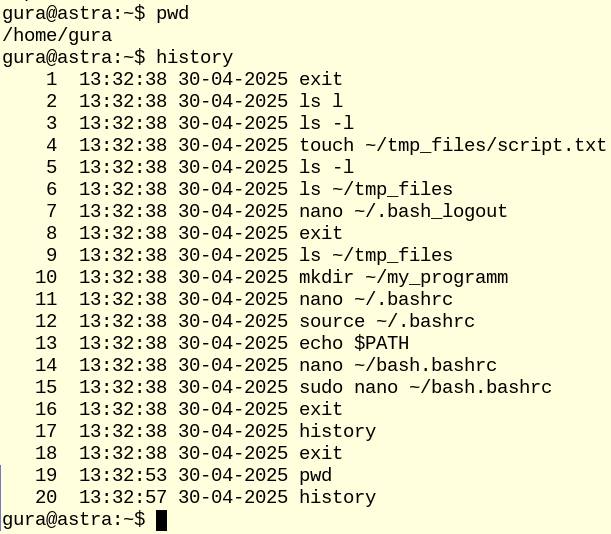 gura@astra:~$ pwd
/home/gura
gura@astra:~$ history
    1  13:32:38 30-04-2025 exit
    2  13:32:38 30-04-2025 ls l
    3  13:32:38 30-04-2025 ls -l
    4  13:32:38 30-04-2025 touch ~/tmp_files/script.txt
    5  13:32:38 30-04-2025 ls -l
    6  13:32:38 30-04-2025 ls ~/tmp_files
    7  13:32:38 30-04-2025 nano ~/.bash_logout
    8  13:32:38 30-04-2025 exit
    9  13:32:38 30-04-2025 ls ~/tmp_files
   10  13:32:38 30-04-2025 mkdir ~/my_programm
   11  13:32:38 30-04-2025 nano ~/.bashrc
   12  13:32:38 30-04-2025 source ~/.bashrc
   13  13:32:38 30-04-2025 echo $PATH
   14  13:32:38 30-04-2025 nano ~/bash.bashrc
   15  13:32:38 30-04-2025 sudo nano ~/bash.bashrc
   16  13:32:38 30-04-2025 exit
   17  13:32:38 30-04-2025 history
   18  13:32:38 30-04-2025 exit
   19  13:32:53 30-04-2025 pwd
   20  13:32:57 30-04-2025 history
gura@astra:~$